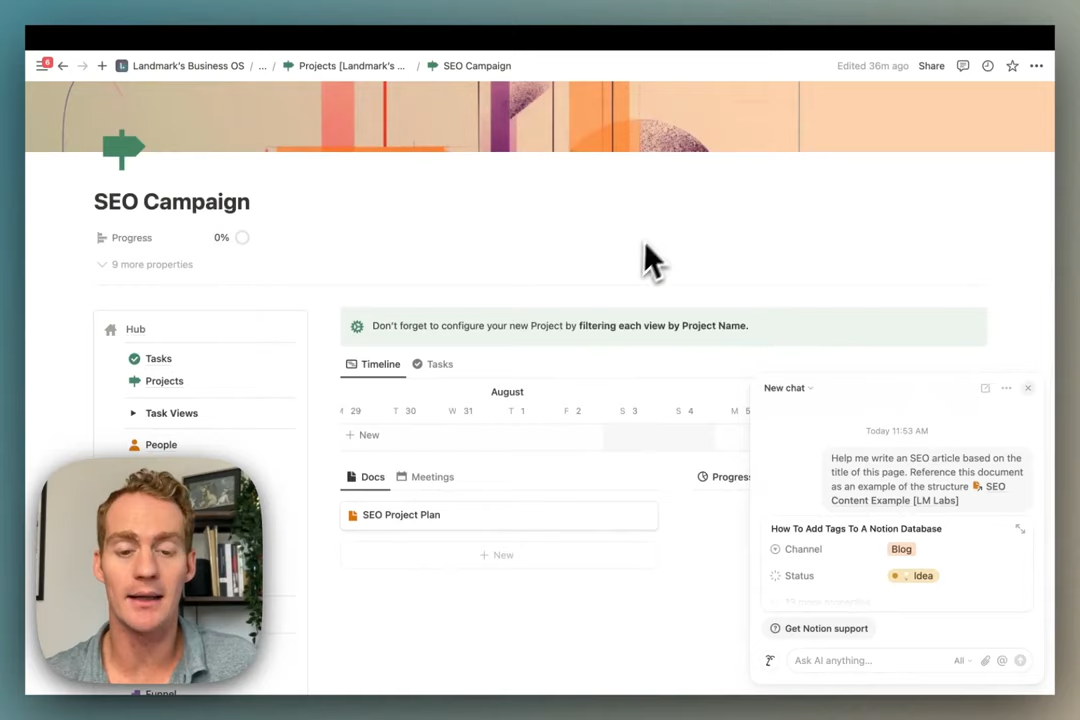 6
Landmark's Business OS / ... / Projects [Landmark's ... / SEO Campaign
Edited 36m ago
Share
SEO Campaign
Progress 0%
9 more properties
Hub
Tasks
Projects
Task Views
People
Funnel
Don't forget to configure your new Project by filtering each view by Project Name.
Timeline
Tasks
August
29 T 30 W 31 T 1 F 2 S 3 S 4 M 5
+ New
Docs
Meetings
Progress
SEO Project Plan
+ New
New chat
Today 11:53 AM
Help me write an SEO article based on the
title of this page. Reference this document
as an example of the structure SEO
Content Example [LM Labs]
How To Add Tags To A Notion Database
Channel Blog
Status Idea
13 more properties
Get Notion support
Ask AI anything...
All